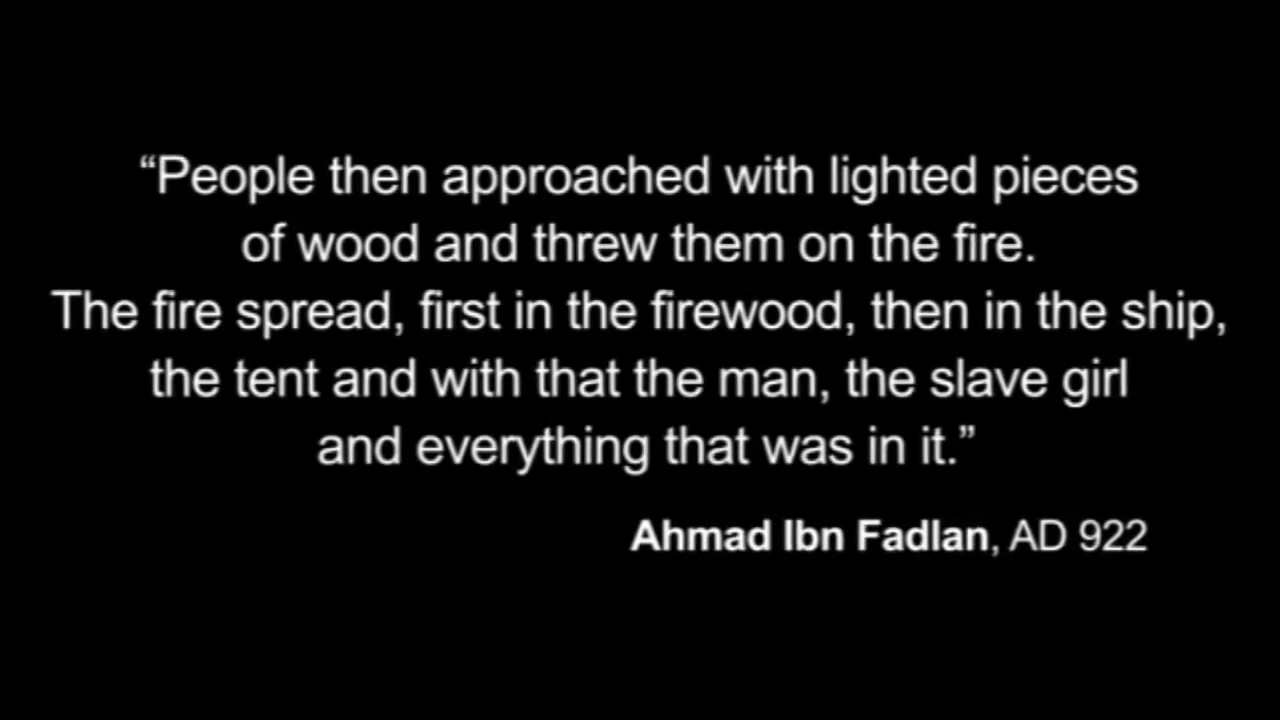 “People then approached with lighted pieces
of wood and threw them on the fire.
The fire spread, first in the firewood, then in the ship,
the tent and with that the man, the slave girl
and everything that was in it.”
Ahmad Ibn Fadlan, AD 922